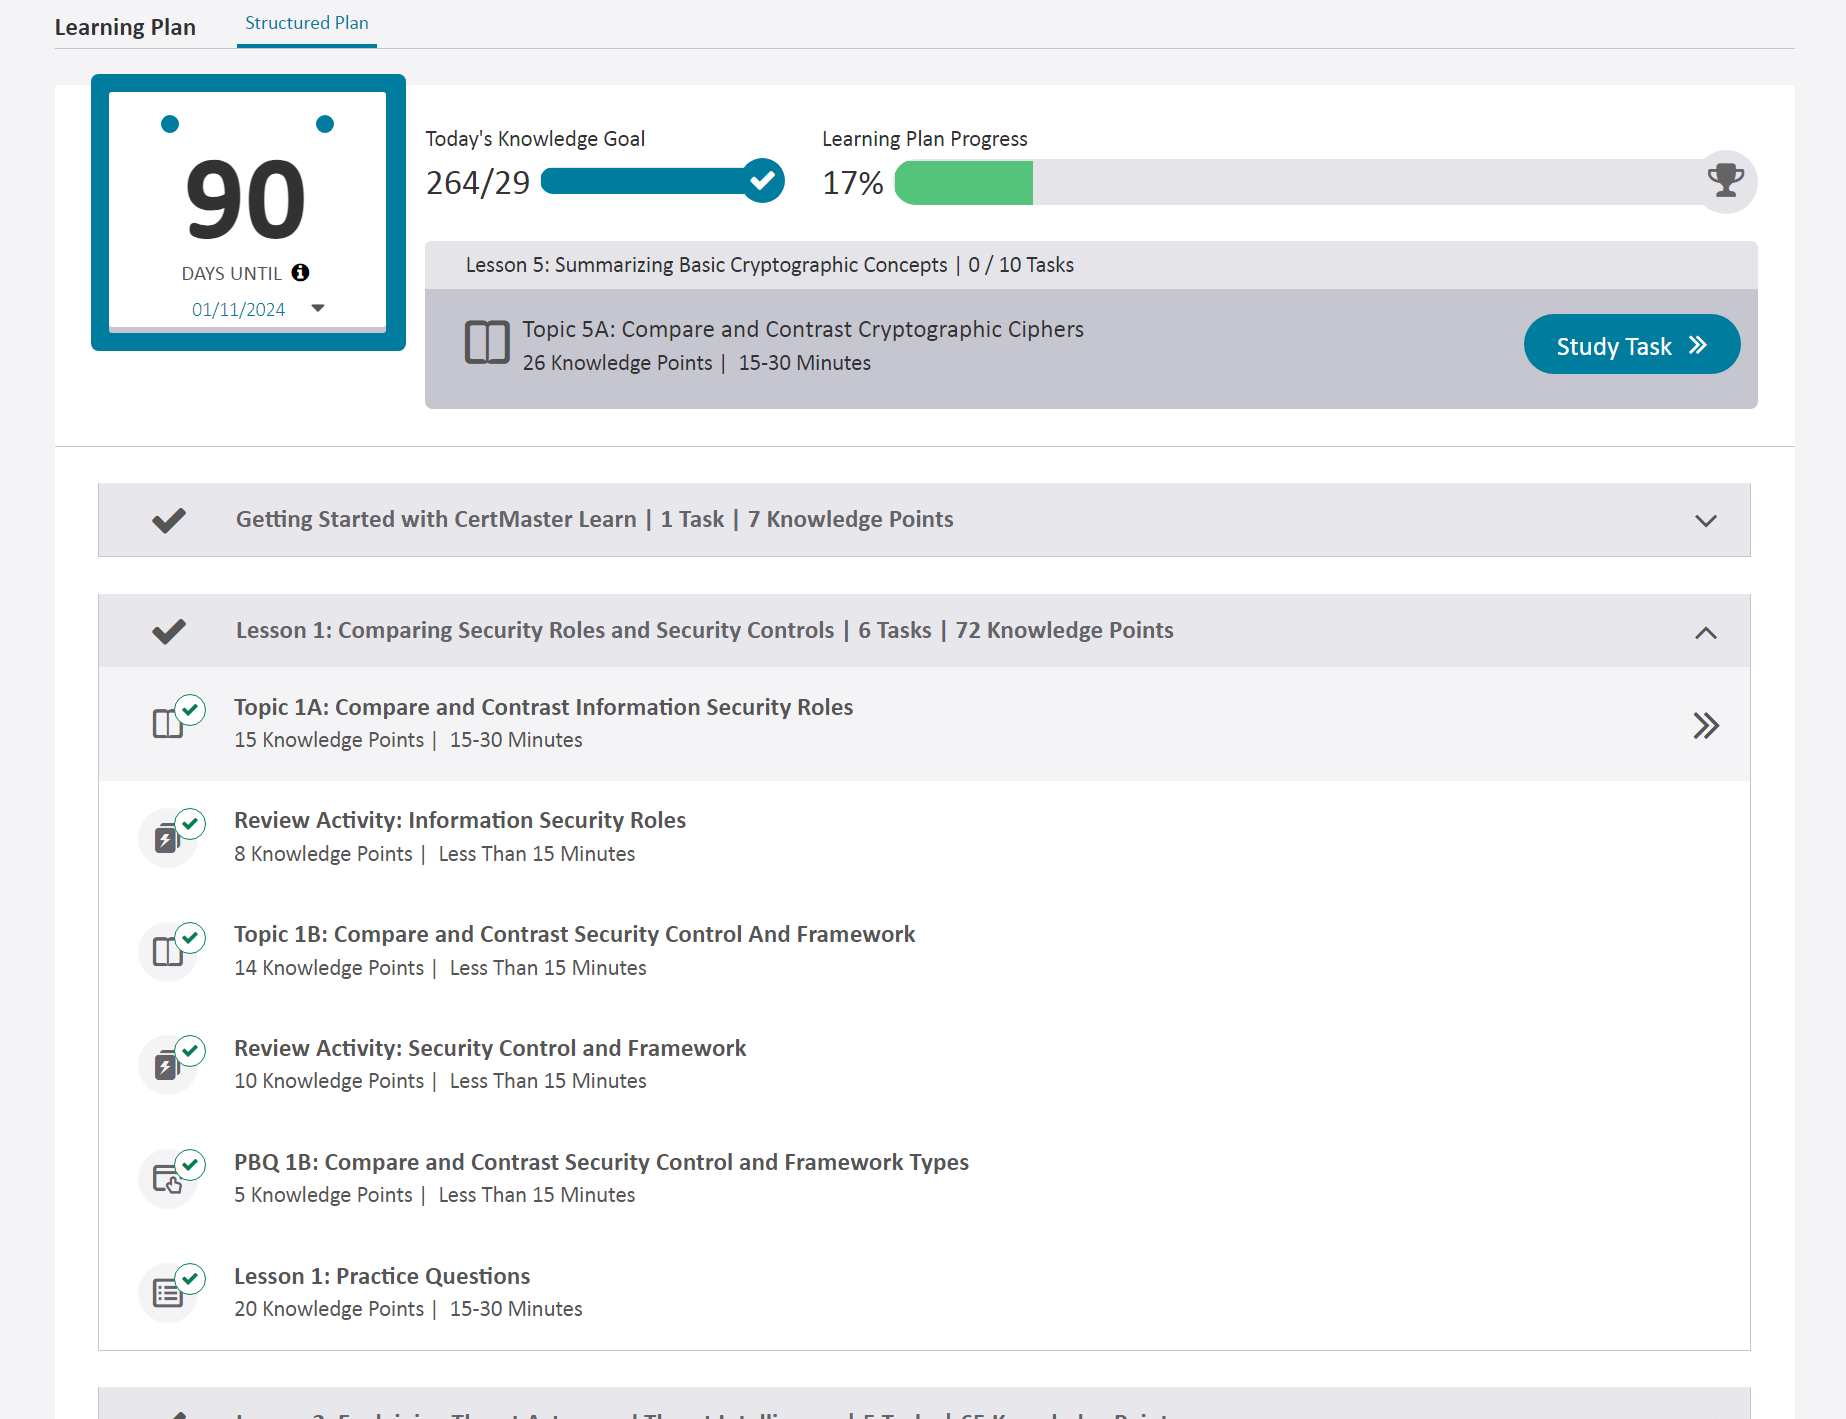 Learning Plan
Structured Plan
90
DAYS UNTIL
01/11/2024
Today's Knowledge Goal
264/29
Learning Plan Progress
17%
Lesson 5: Summarizing Basic Cryptographic Concepts | 0 / 10 Tasks
Topic 5A: Compare and Contrast Cryptographic Ciphers
26 Knowledge Points | 15-30 Minutes
Study Task
Getting Started with CertMaster Learn | 1 Task | 7 Knowledge Points
Lesson 1: Comparing Security Roles and Security Controls | 6 Tasks | 72 Knowledge Points
Topic 1A: Compare and Contrast Information Security Roles
15 Knowledge Points | 15-30 Minutes
Review Activity: Information Security Roles
8 Knowledge Points | Less Than 15 Minutes
Topic 1B: Compare and Contrast Security Control And Framework
14 Knowledge Points | Less Than 15 Minutes
Review Activity: Security Control and Framework
10 Knowledge Points | Less Than 15 Minutes
PBQ 1B: Compare and Contrast Security Control and Framework Types
5 Knowledge Points | Less Than 15 Minutes
Lesson 1: Practice Questions
20 Knowledge Points | 15-30 Minutes